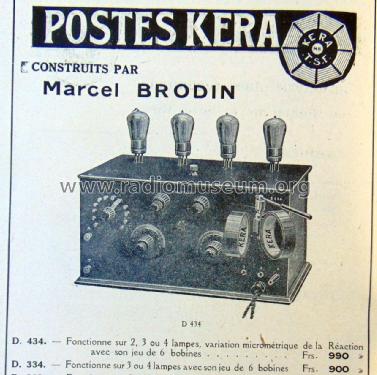 POSTES KERA
KERA
MB
T.S.F.
CONSTRUITS PAR
Marcel BRODIN
www.radiomuseum.org
KERA
KERA
D 434
D. 434. — Fonctionne sur 2, 3 ou 4 lampes, variation micrométrique de la Réaction
avec son jeu de 6 bobines . . . . . . . . . . Frs. 990 »
D. 334. — Fonctionne sur 3 ou 4 lampes avec son jeu de 6 bobines Frs. 900 »